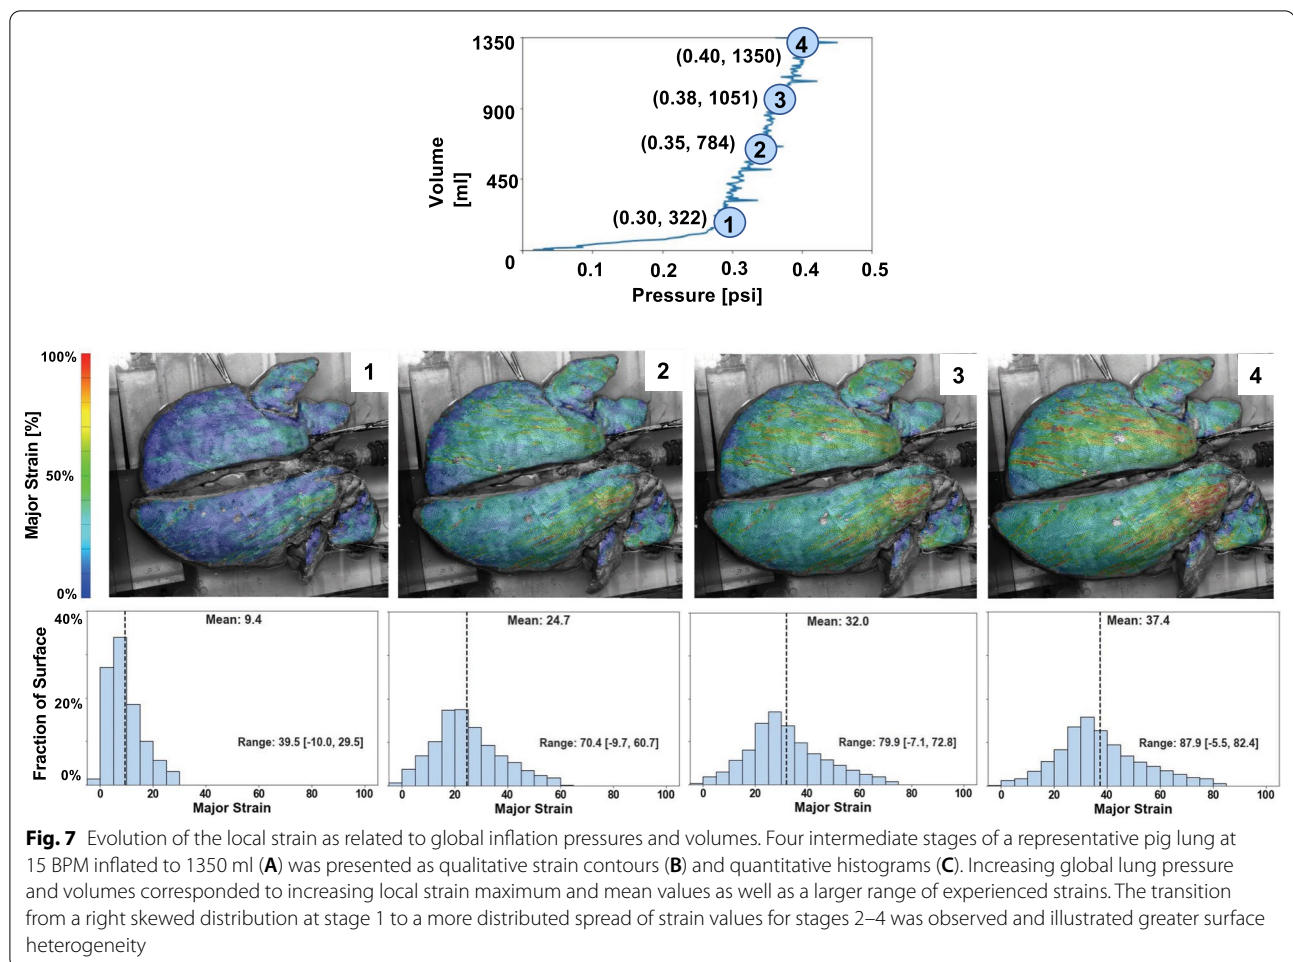 1350
900
450
0
Volume
[ml]
(0.40, 1350)
4
(0.38, 1051)
3
(0.35, 784)
2
(0.30, 322)
1
0.1 0.2 0.3 0.4 0.5
Pressure [psi]
100%
50%
0%
Major Strain [%]
1
2
3
4
40%
20%
0%
Fraction of Surface
Mean: 9.4
Range: 39.5 [-10.0, 29.5]
0 20 40 60 80 100
Major Strain
Mean: 24.7
Range: 70.4 [-9.7, 60.7]
0 20 40 60 80 100
Major Strain
Mean: 32.0
Range: 79.9 [-7.1, 72.8]
0 20 40 60 80 100
Major Strain
Mean: 37.4
Range: 87.9 [-5.5, 82.4]
0 20 40 60 80 100
Major Strain
Fig. 7 Evolution of the local strain as related to global inflation pressures and volumes. Four intermediate stages of a representative pig lung at
15 BPM inflated to 1350 ml (A) was presented as qualitative strain contours (B) and quantitative histograms (C). Increasing global lung pressure
and volumes corresponded to increasing local strain maximum and mean values as well as a larger range of experienced strains. The transition
from a right skewed distribution at stage 1 to a more distributed spread of strain values for stages 2–4 was observed and illustrated greater surface
heterogeneity